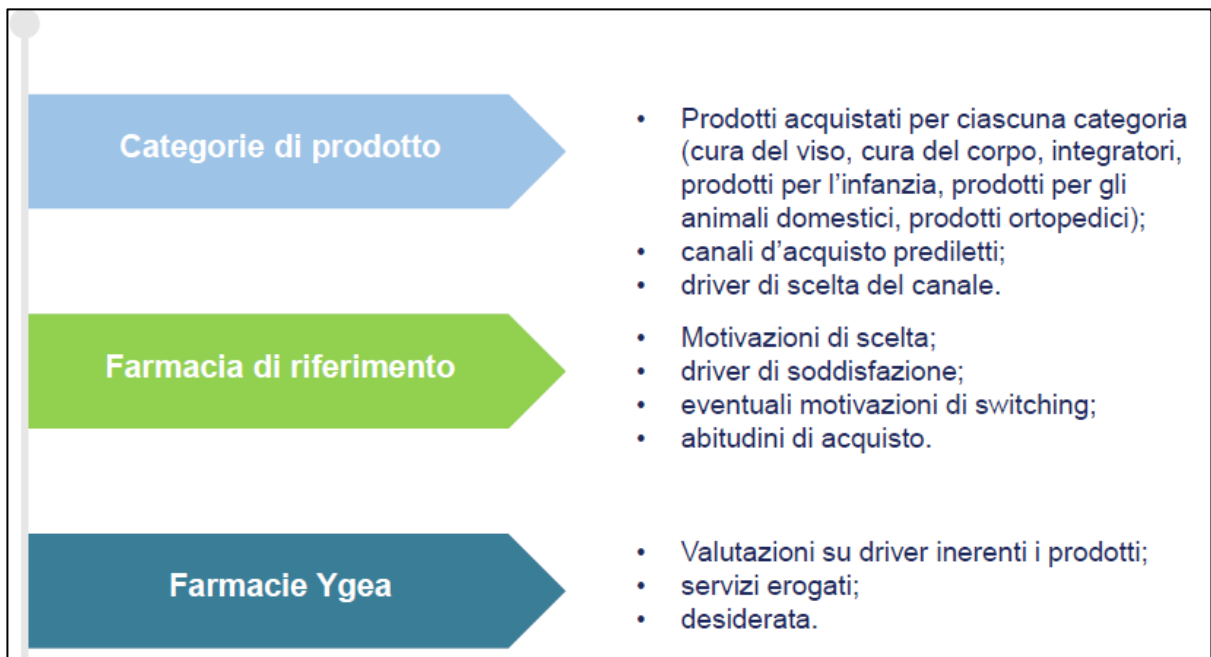 Categorie di prodotto
• Prodotti acquistati per ciascuna categoria
(cura del viso, cura del corpo, integratori,
prodotti per l’infanzia, prodotti per gli
animali domestici, prodotti ortopedici);
• canali d’acquisto prediletti;
• driver di scelta del canale.
Farmacia di riferimento
• Motivazioni di scelta;
• driver di soddisfazione;
• eventuali motivazioni di switching;
• abitudini di acquisto.
Farmacie Ygea
• Valutazioni su driver inerenti i prodotti;
• servizi erogati;
• desiderata.